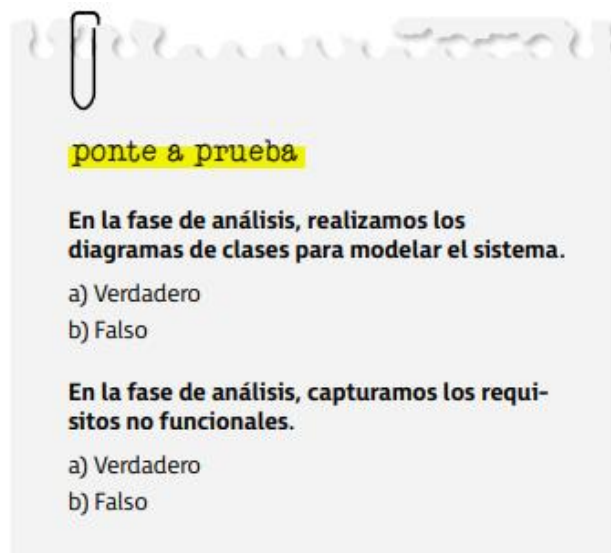 ponte a prueba
En la fase de análisis, realizamos los
diagramas de clases para modelar el sistema.
a) Verdadero
b) Falso
En la fase de análisis, capturamos los requi-
sitos no funcionales.
a) Verdadero
b) Falso